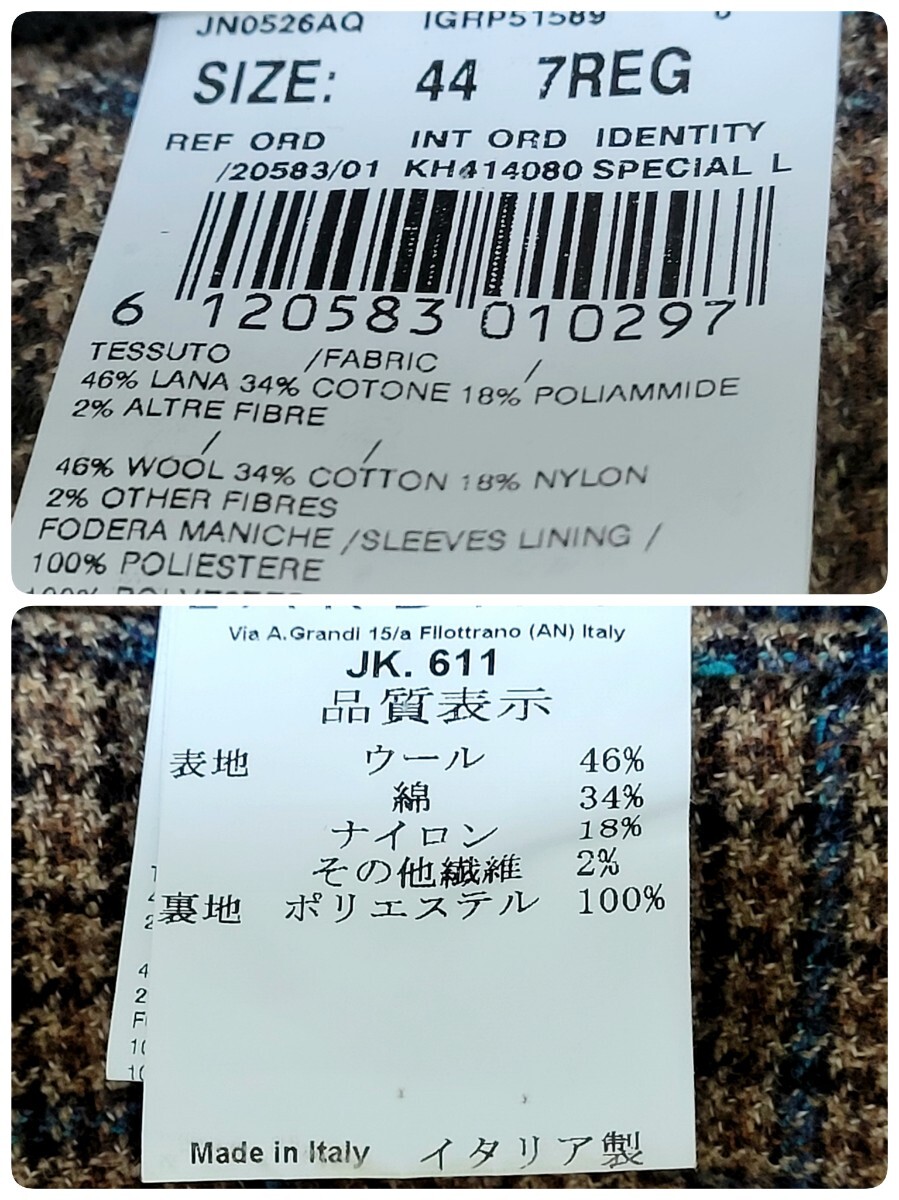 JN0526AQ IGRP51589
SIZE: 44 7REG
REF ORD INT ORD IDENTITY
/20583/01 KH414080 SPECIAL L
6 120583 010297
TESSUTO /FABRIC /
46% LANA 34% COTONE 18% POLIAMMIDE
2% ALTRE FIBRE
/ /
46% WOOL 34% COTTON 18% NYLON
2% OTHER FIBRES
FODERA MANICHE /SLEEVES LINING /
100% POLIESTERE
100% POLYESTER
Via A.Grandi 15/a Filottrano (AN) Italy
JK. 611
品質表示
表地 ウール 46%
綿 34%
ナイロン 18%
その他繊維 2%
裏地 ポリエステル 100%
Made in Italy イタリア製